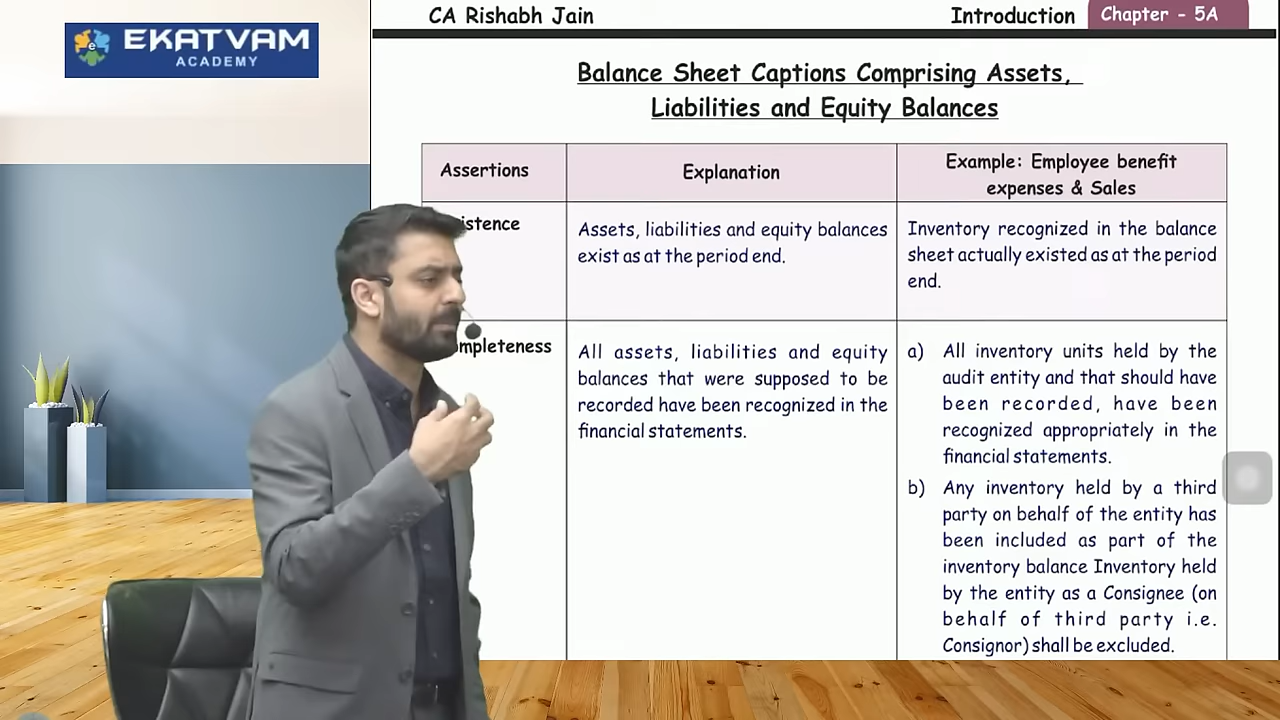 EKATVAM
ACADEMY
CA Rishabh Jain
Introduction
Chapter - 5A
Balance Sheet Captions Comprising Assets,
Liabilities and Equity Balances
Assertions
Explanation
Example: Employee benefit
expenses & Sales
istence
Assets, liabilities and equity balances
exist as at the period end.
Inventory recognized in the balance
sheet actually existed as at the period
end.
mpleteness
All assets, liabilities and equity
balances that were supposed to be
recorded have been recognized in the
financial statements.
a) All inventory units held by the
audit entity and that should have
been recorded, have been
recognized appropriately in the
financial statements.
b) Any inventory held by a third
party on behalf of the entity has
been included as part of the
inventory balance Inventory held
by the entity as a Consignee (on
behalf of third party i.e.
Consignor) shall be excluded.